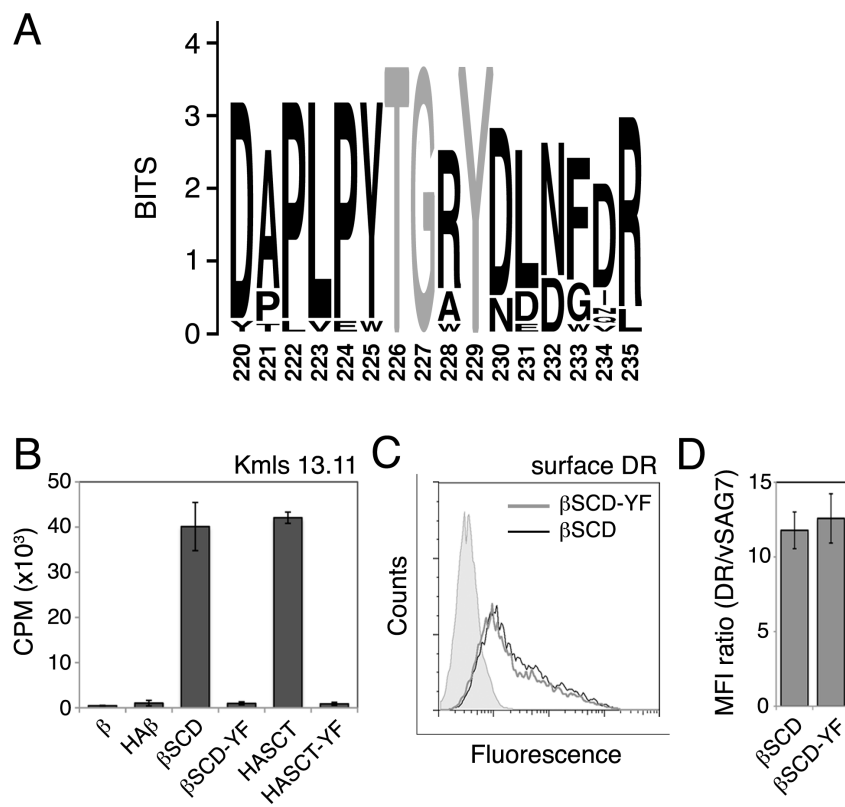 A
BITS
4
3
2
1
0
D A P L P Y T G R Y D L N F D R
P A N D D G I L
Y T L V E W W E W V
220 221 222 223 224 225 226 227 228 229 230 231 232 233 234 235
B
Kmls 13.11
CPM (x10³)
50
40
30
20
10
0
β
HAβ
βSCD
βSCD-YF
HASCT
HASCT-YF
C
surface DR
βSCD-YF
βSCD
Counts
Fluorescence
D
MFI ratio (DR/vSAG7)
15
10
5
0
βSCD
βSCD-YF